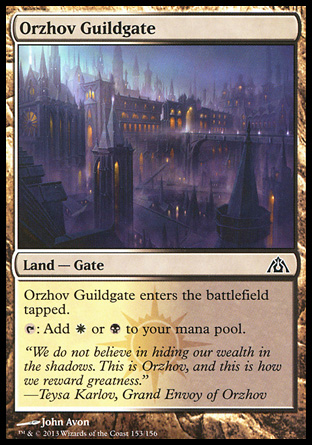 Orzhov Guildgate
Land — Gate
Orzhov Guildgate enters the battlefield
tapped.
: Add or to your mana pool.
“We do not believe in hiding our wealth in
the shadows. This is Orzhov, and this is how
we reward greatness.”
—Teysa Karlov, Grand Envoy of Orzhov
John Avon
™ & © 2013 Wizards of the Coast 153/156